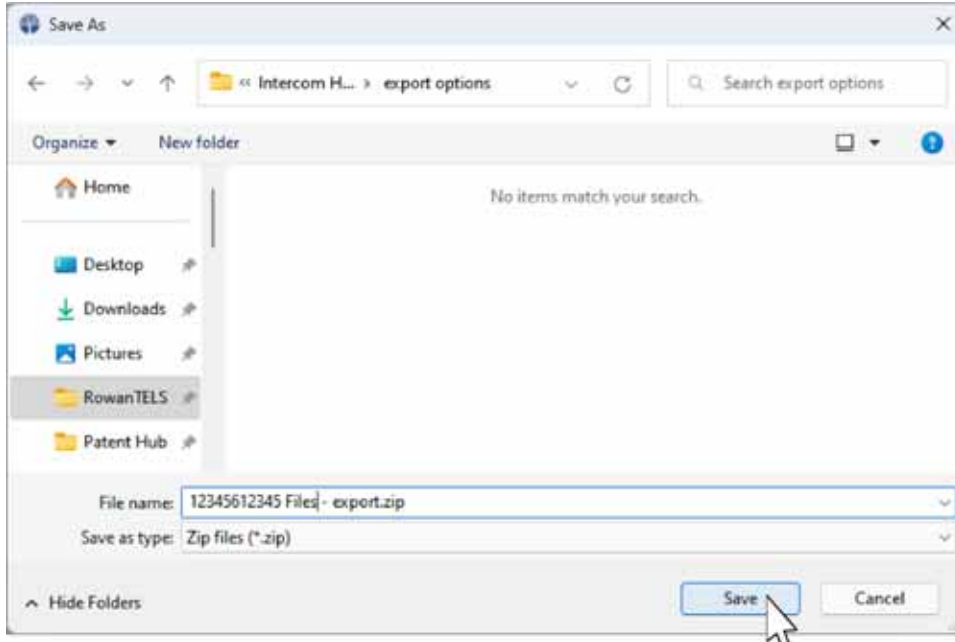 Save As
« Intercom H... › export options
Search export options
Organize
New folder
Home
No items match your search.
Desktop
Downloads
Pictures
RowanTELS
Patent Hub
File name: 12345612345 Files - export.zip
Save as type: Zip files (*.zip)
Hide Folders
Save
Cancel